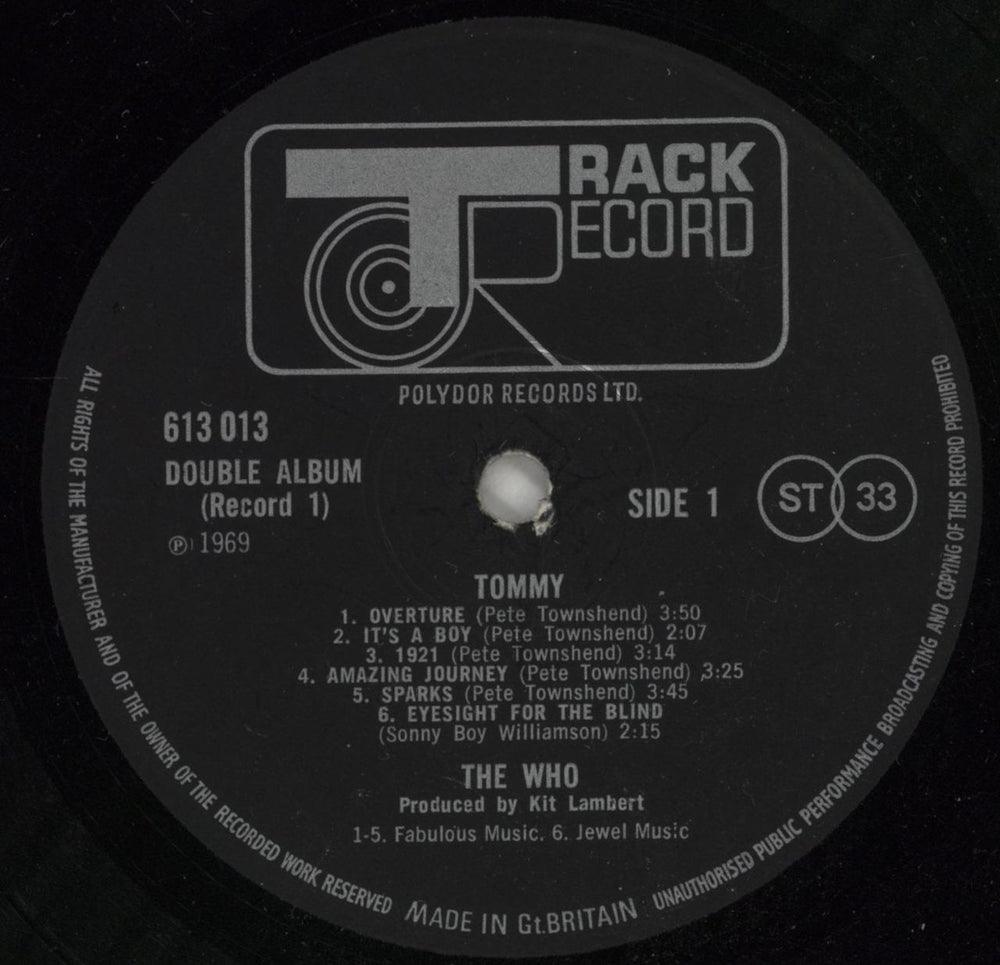 TRACK
RECORD
POLYDOR RECORDS LTD.
613 013
DOUBLE ALBUM
(Record 1)
℗ 1969
SIDE 1
ST 33
TOMMY
1. OVERTURE (Pete Townshend) 3:50
2. IT'S A BOY (Pete Townshend) 2:07
3. 1921 (Pete Townshend) 3:14
4. AMAZING JOURNEY (Pete Townshend) 3:25
5. SPARKS (Pete Townshend) 3:45
6. EYESIGHT FOR THE BLIND
(Sonny Boy Williamson) 2:15
THE WHO
Produced by Kit Lambert
1-5. Fabulous Music. 6. Jewel Music
ALL RIGHTS OF THE MANUFACTURER AND OF THE OWNER OF THE RECORDED WORK RESERVED
MADE IN Gt.BRITAIN
UNAUTHORISED PUBLIC PERFORMANCE BROADCASTING AND COPYING OF THIS RECORD PROHIBITED